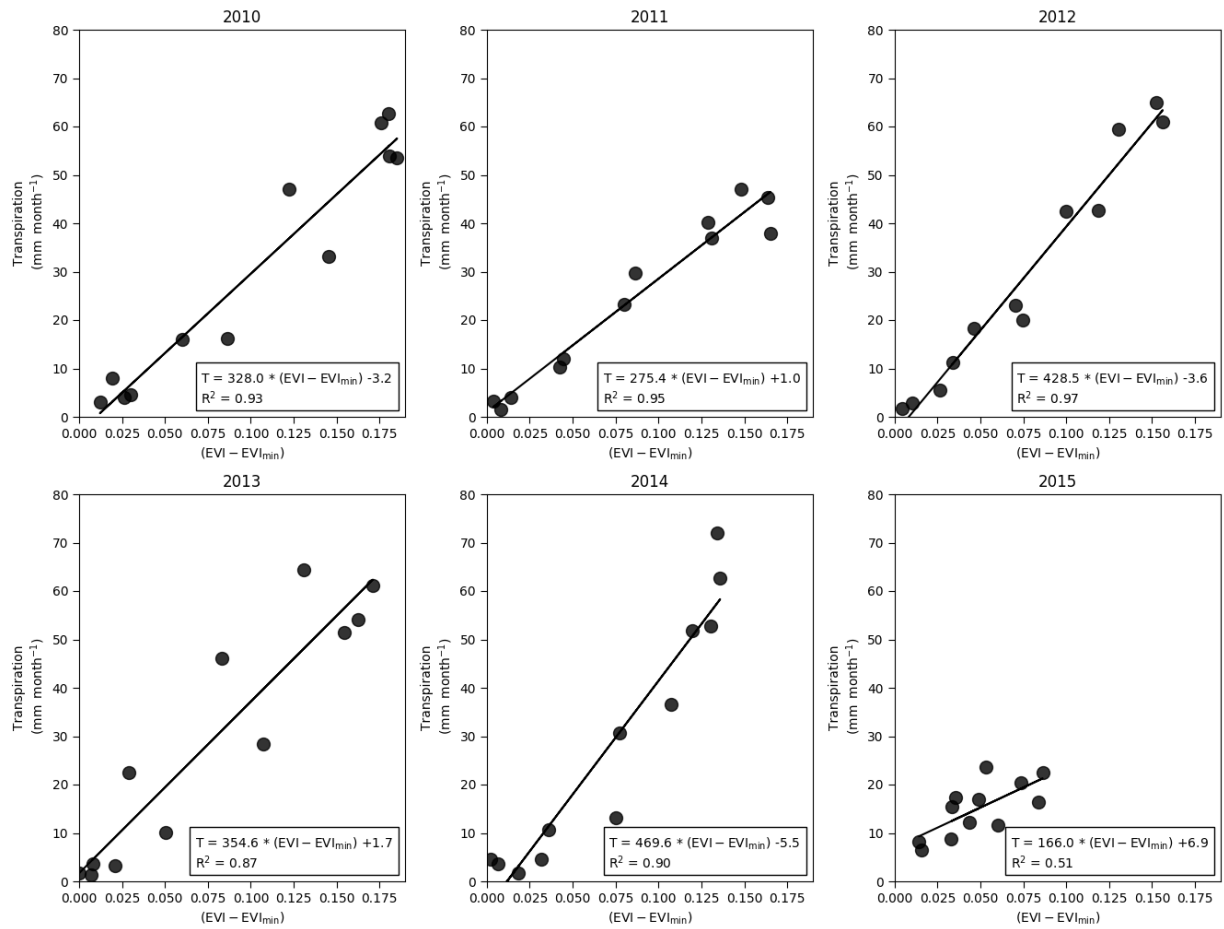 2010
80
70
60
50
40
30
20
10
0
Transpiration
(mm month⁻¹)
T = 328.0 * (EVI − EVI_min) -3.2
R² = 0.93
0.000 0.025 0.050 0.075 0.100 0.125 0.150 0.175
(EVI − EVI_min)
2011
80
70
60
50
40
30
20
10
0
Transpiration
(mm month⁻¹)
T = 275.4 * (EVI − EVI_min) +1.0
R² = 0.95
0.000 0.025 0.050 0.075 0.100 0.125 0.150 0.175
(EVI − EVI_min)
2012
80
70
60
50
40
30
20
10
0
Transpiration
(mm month⁻¹)
T = 428.5 * (EVI − EVI_min) -3.6
R² = 0.97
0.000 0.025 0.050 0.075 0.100 0.125 0.150 0.175
(EVI − EVI_min)
2013
80
70
60
50
40
30
20
10
0
Transpiration
(mm month⁻¹)
T = 354.6 * (EVI − EVI_min) +1.7
R² = 0.87
0.000 0.025 0.050 0.075 0.100 0.125 0.150 0.175
(EVI − EVI_min)
2014
80
70
60
50
40
30
20
10
0
Transpiration
(mm month⁻¹)
T = 469.6 * (EVI − EVI_min) -5.5
R² = 0.90
0.000 0.025 0.050 0.075 0.100 0.125 0.150 0.175
(EVI − EVI_min)
2015
80
70
60
50
40
30
20
10
0
Transpiration
(mm month⁻¹)
T = 166.0 * (EVI − EVI_min) +6.9
R² = 0.51
0.000 0.025 0.050 0.075 0.100 0.125 0.150 0.175
(EVI − EVI_min)